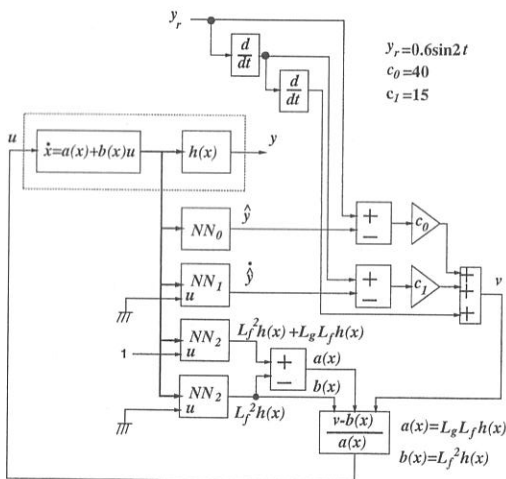 y_r
d/dt
d/dt
y_r=0.6sin2t
c_0=40
c_1=15
u
ẋ=a(x)+b(x)u
h(x)
y
NN_0
ŷ
+
−
c_0
NN_1
u
ŷ̇
+
−
c_1
+
+
+
v
NN_2
u
1
L_f^2h(x)+L_gL_fh(x)
+
−
a(x)
b(x)
NN_2
u
L_f^2h(x)
v-b(x)
a(x)
a(x)=L_gL_fh(x)
b(x)=L_f^2h(x)